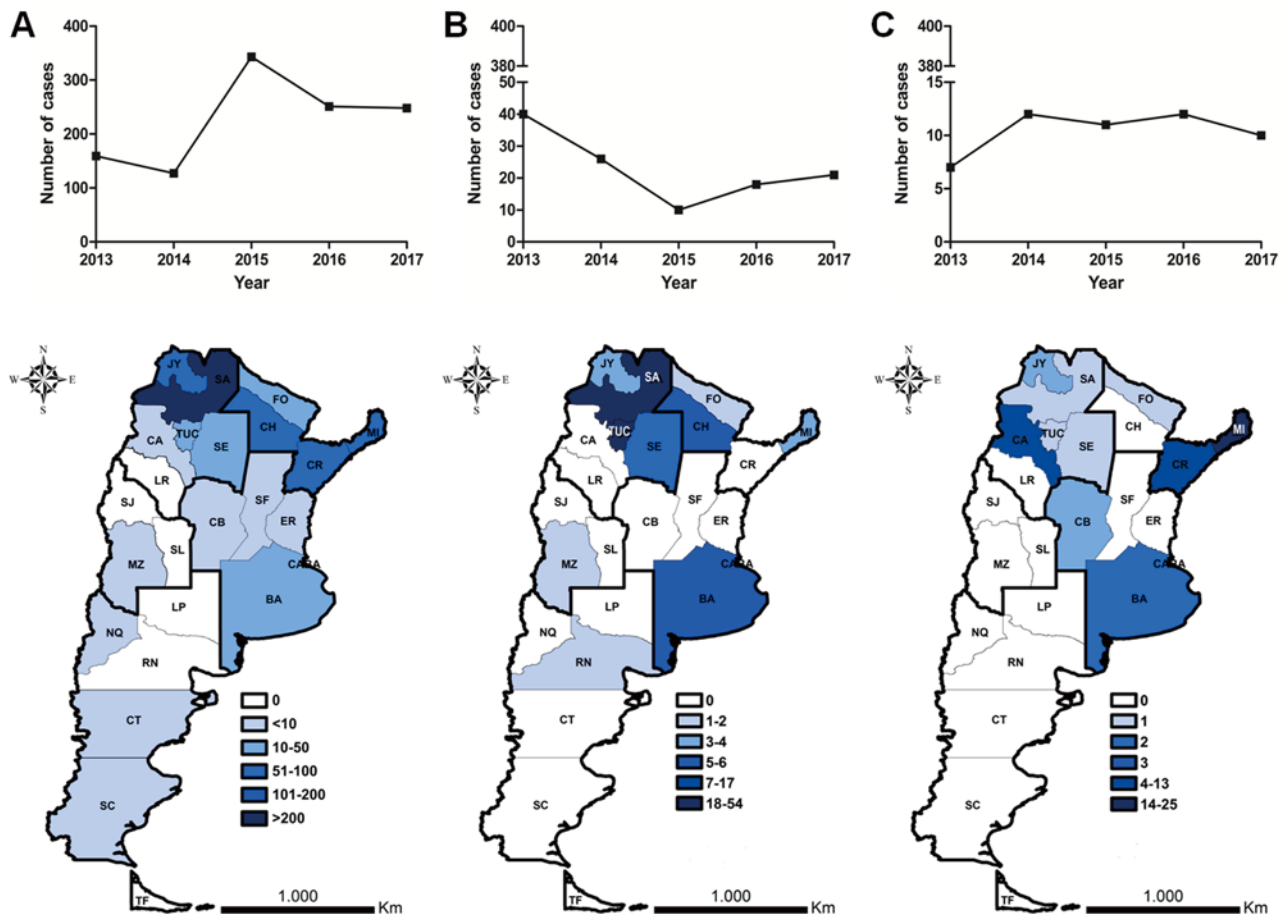 A
B
C
400
300
200
100
0
Number of cases
2013 2014 2015 2016 2017
Year
400
380
50
40
30
20
10
0
Number of cases
2013 2014 2015 2016 2017
Year
400
380
15
10
5
0
Number of cases
2013 2014 2015 2016 2017
Year
N
W E
S
JY
SA
FO
CH
TUC
CA
SE
MI
CR
LR
SJ
SF
CB
ER
SL
MZ
CABA
BA
LP
NQ
RN
CT
SC
TF
0
<10
10-50
51-100
101-200
>200
1.000
Km
N
W E
S
JY
SA
FO
CH
TUC
CA
SE
MI
CR
LR
SJ
SF
CB
ER
SL
MZ
CABA
BA
LP
NQ
RN
CT
SC
TF
0
1-2
3-4
5-6
7-17
18-54
1.000
Km
N
W E
S
JY
SA
FO
CH
TUC
CA
SE
MI
CR
LR
SJ
SF
CB
ER
SL
MZ
CABA
BA
LP
NQ
RN
CT
SC
TF
0
1
2
3
4-13
14-25
1.000
Km